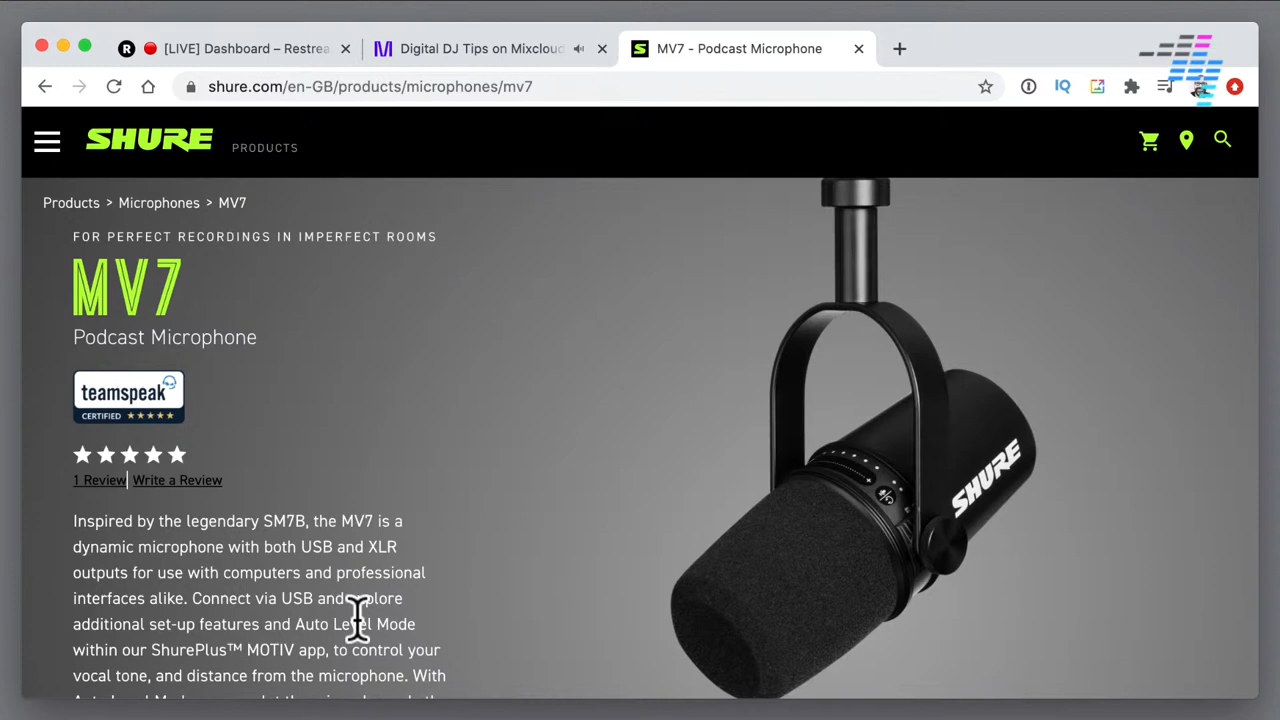 [LIVE] Dashboard – Restrea
Digital DJ Tips on Mixcloud
MV7 - Podcast Microphone
shure.com/en-GB/products/microphones/mv7
IQ
SHURE
PRODUCTS
Products > Microphones > MV7
FOR PERFECT RECORDINGS IN IMPERFECT ROOMS
MV7
Podcast Microphone
teamspeak
CERTIFIED
1 Review Write a Review
SHURE
Inspired by the legendary SM7B, the MV7 is a
dynamic microphone with both USB and XLR
outputs for use with computers and professional
interfaces alike. Connect via USB and explore
additional set-up features and Auto Level Mode
within our ShurePlus™ MOTIV app, to control your
vocal tone, and distance from the microphone. With